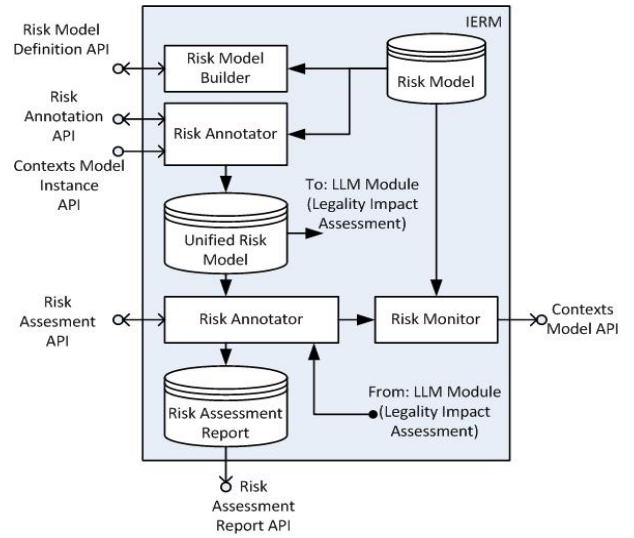 IERM
Risk Model
Definition API
Risk Model
Builder
Risk Model
Risk
Annotation
API
Risk Annotator
Contexts Model
Instance
API
To: LLM Module
(Legality Impact
Assessment)
Unified Risk
Model
Risk
Assesment
API
Risk Annotator
Risk Monitor
Contexts
Model API
From: LLM Module
(Legality Impact
Assessment)
Risk Assessment
Report
Risk
Assessment
Report API